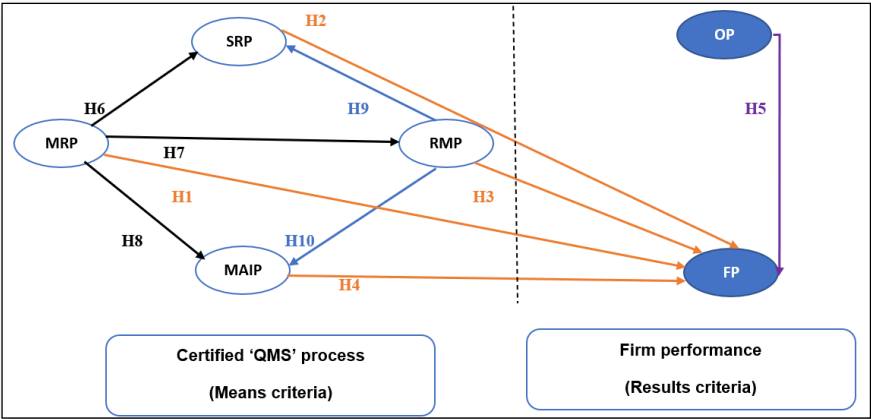 H2
SRP
OP
H6
H9
H5
MRP
H7
RMP
H1
H3
H8
H10
MAIP
H4
FP
Certified ‘QMS’ process
(Means criteria)
Firm performance
(Results criteria)